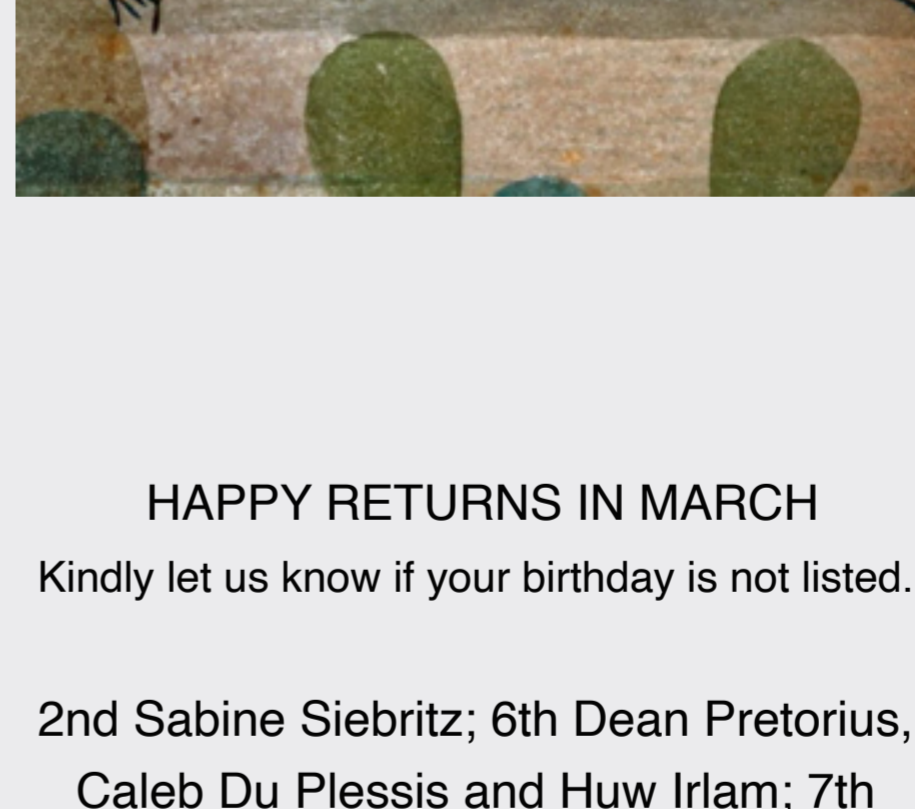 HAPPY RETURNS IN MARCH
Kindly let us know if your birthday is not listed.
2nd Sabine Siebritz; 6th Dean Pretorius,
Caleb Du Plessis and Huw Irlam; 7th